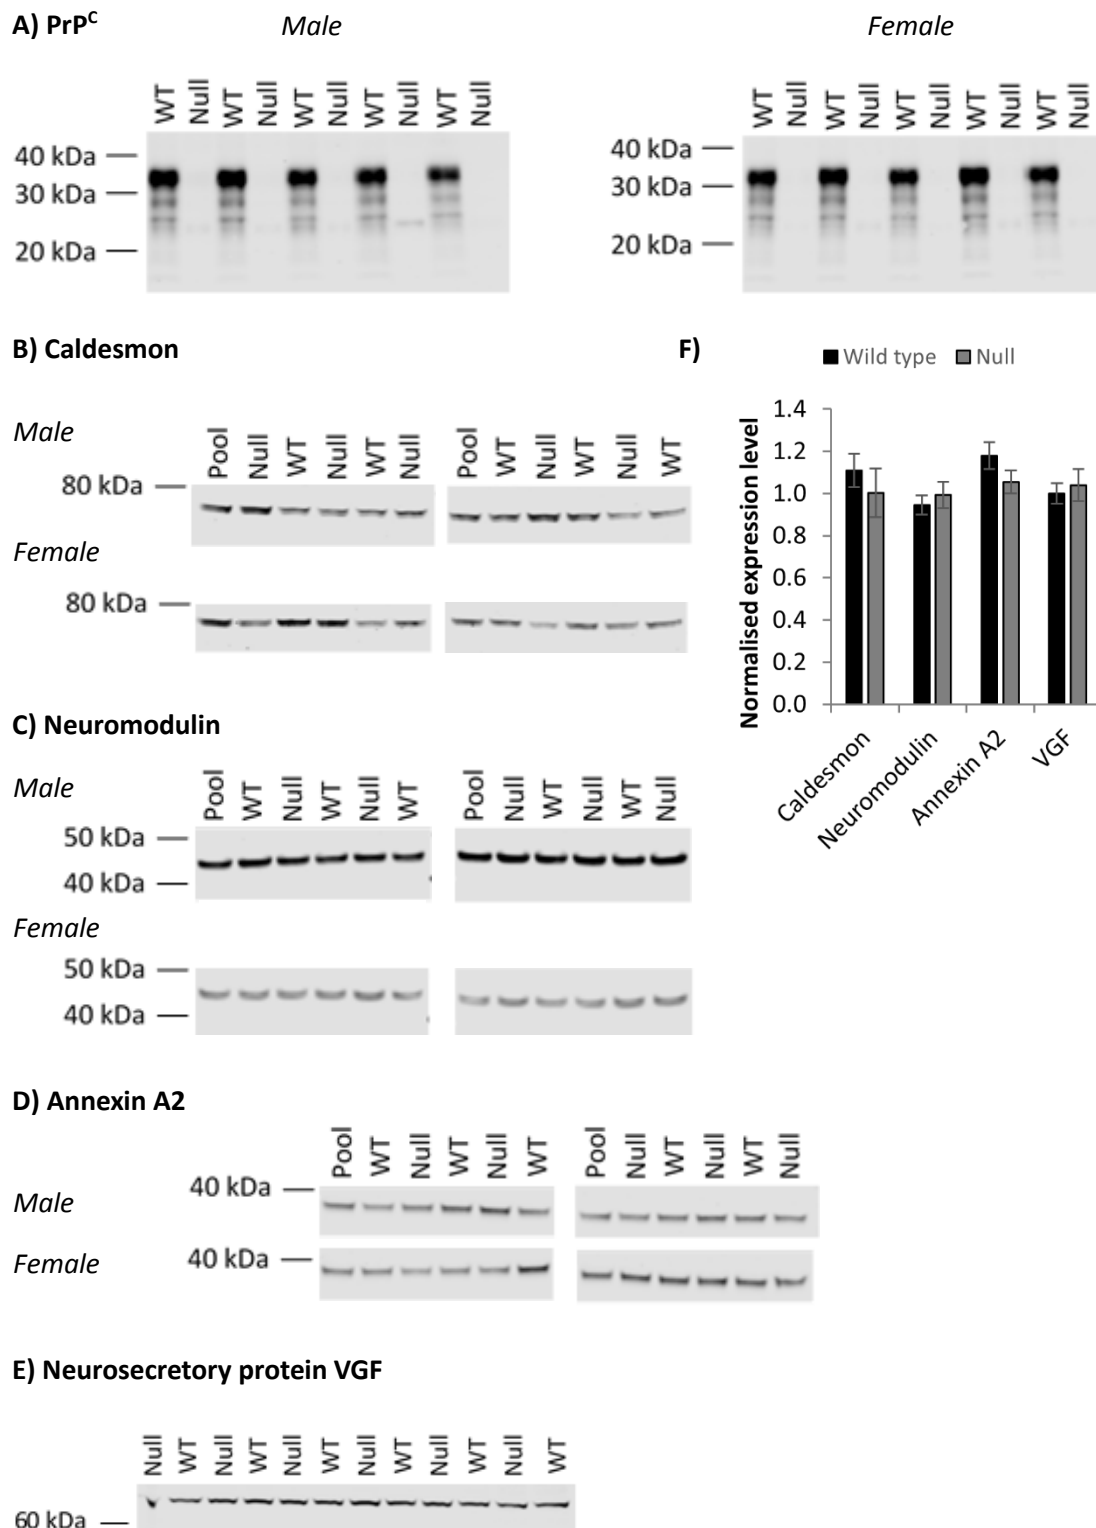 A) PrPC
Male
Female
WT Null WT Null WT Null WT Null WT Null
WT Null WT Null WT Null WT Null WT Null
40 kDa
30 kDa
20 kDa
40 kDa
30 kDa
20 kDa
B) Caldesmon
Male
Pool Null WT Null WT Null
Pool WT Null WT Null WT
80 kDa
Female
80 kDa
F)
Wild type Null
Normalised expression level
1.4
1.2
1.0
0.8
0.6
0.4
0.2
0.0
Caldesmon
Neuromodulin
Annexin A2
VGF
C) Neuromodulin
Male
Pool WT Null WT Null WT
Pool Null WT Null WT Null
50 kDa
40 kDa
Female
50 kDa
40 kDa
D) Annexin A2
Pool WT Null WT Null WT
Pool Null WT Null WT Null
Male
40 kDa
Female
40 kDa
E) Neurosecretory protein VGF
Null WT Null WT Null WT Null WT Null WT Null WT
60 kDa